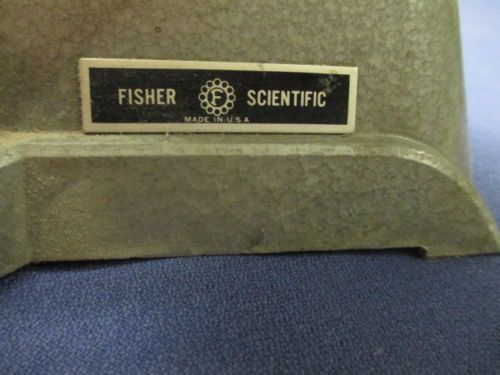 FISHER F SCIENTIFIC
MADE IN U.S.A